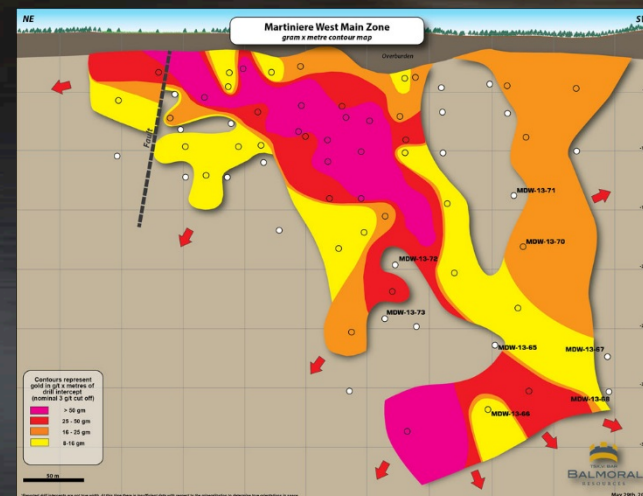 NE
Martiniere West Main Zone
gram x metre contour map
Overburden
Fault
MDW-13-71
MDW-13-70
MDW-13-72
MDW-13-73
MDW-13-65
MDW-13-67
MDW-13-68
MDW-13-66
Contours represent
gold in g/t x metres of
drill intercept
(nominal 3 g/t cut off)
> 50 gm
25 - 50 gm
16 - 25 gm
8-16 gm
50 m
BALMORAL
RESOURCES